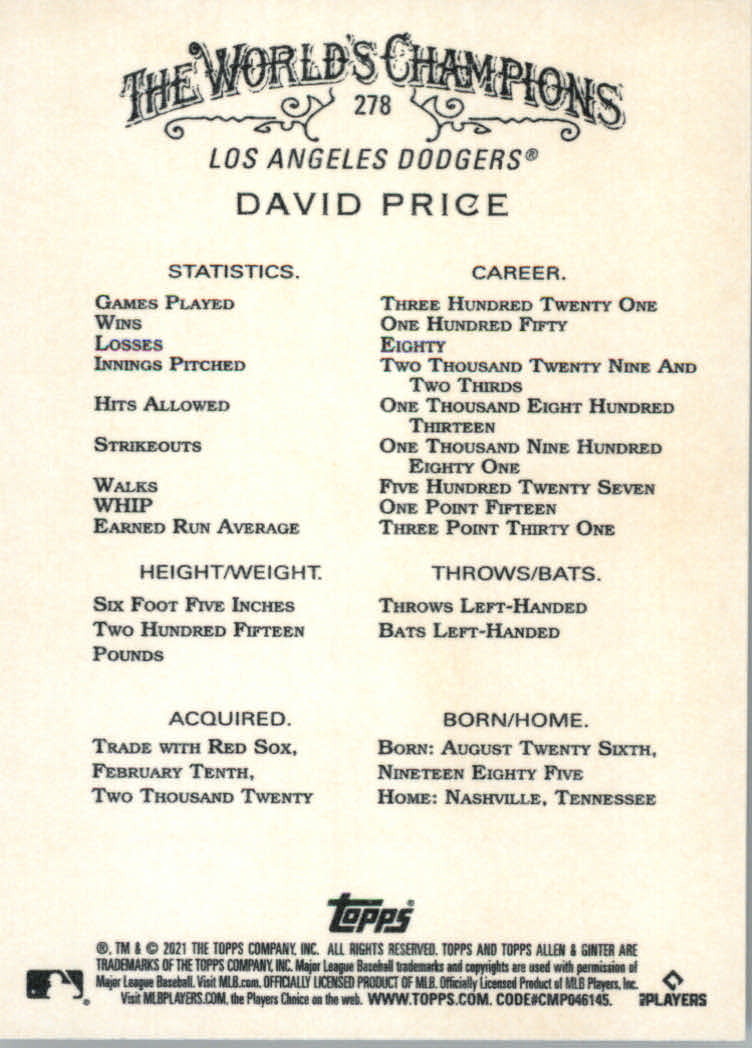 THE WORLD'S CHAMPIONS
278
LOS ANGELES DODGERS®
DAVID PRICE
STATISTICS. CAREER.
GAMES PLAYED THREE HUNDRED TWENTY ONE
WINS ONE HUNDRED FIFTY
LOSSES EIGHTY
INNINGS PITCHED TWO THOUSAND TWENTY NINE AND
TWO THIRDS
HITS ALLOWED ONE THOUSAND EIGHT HUNDRED
THIRTEEN
STRIKEOUTS ONE THOUSAND NINE HUNDRED
EIGHTY ONE
WALKS FIVE HUNDRED TWENTY SEVEN
WHIP ONE POINT FIFTEEN
EARNED RUN AVERAGE THREE POINT THIRTY ONE
HEIGHT/WEIGHT.
SIX FOOT FIVE INCHES
TWO HUNDRED FIFTEEN
POUNDS
THROWS/BATS.
THROWS LEFT-HANDED
BATS LEFT-HANDED
ACQUIRED.
TRADE WITH RED SOX,
FEBRUARY TENTH,
TWO THOUSAND TWENTY
BORN/HOME.
BORN: AUGUST TWENTY SIXTH,
NINETEEN EIGHTY FIVE
HOME: NASHVILLE, TENNESSEE
Topps®
®, TM & © 2021 THE TOPPS COMPANY, INC. ALL RIGHTS RESERVED. TOPPS AND TOPPS ALLEN & GINTER ARE
TRADEMARKS OF THE TOPPS COMPANY, INC. Major League Baseball trademarks and copyrights are used with permission of
Major League Baseball. Visit MLB.com. OFFICIALLY LICENSED PRODUCT OF MLB. Officially Licensed Product of MLB Players, Inc.
Visit MLBPLAYERS.COM, the Players Choice on the web. WWW.TOPPS.COM. CODE#CMP046145.
PLAYERS